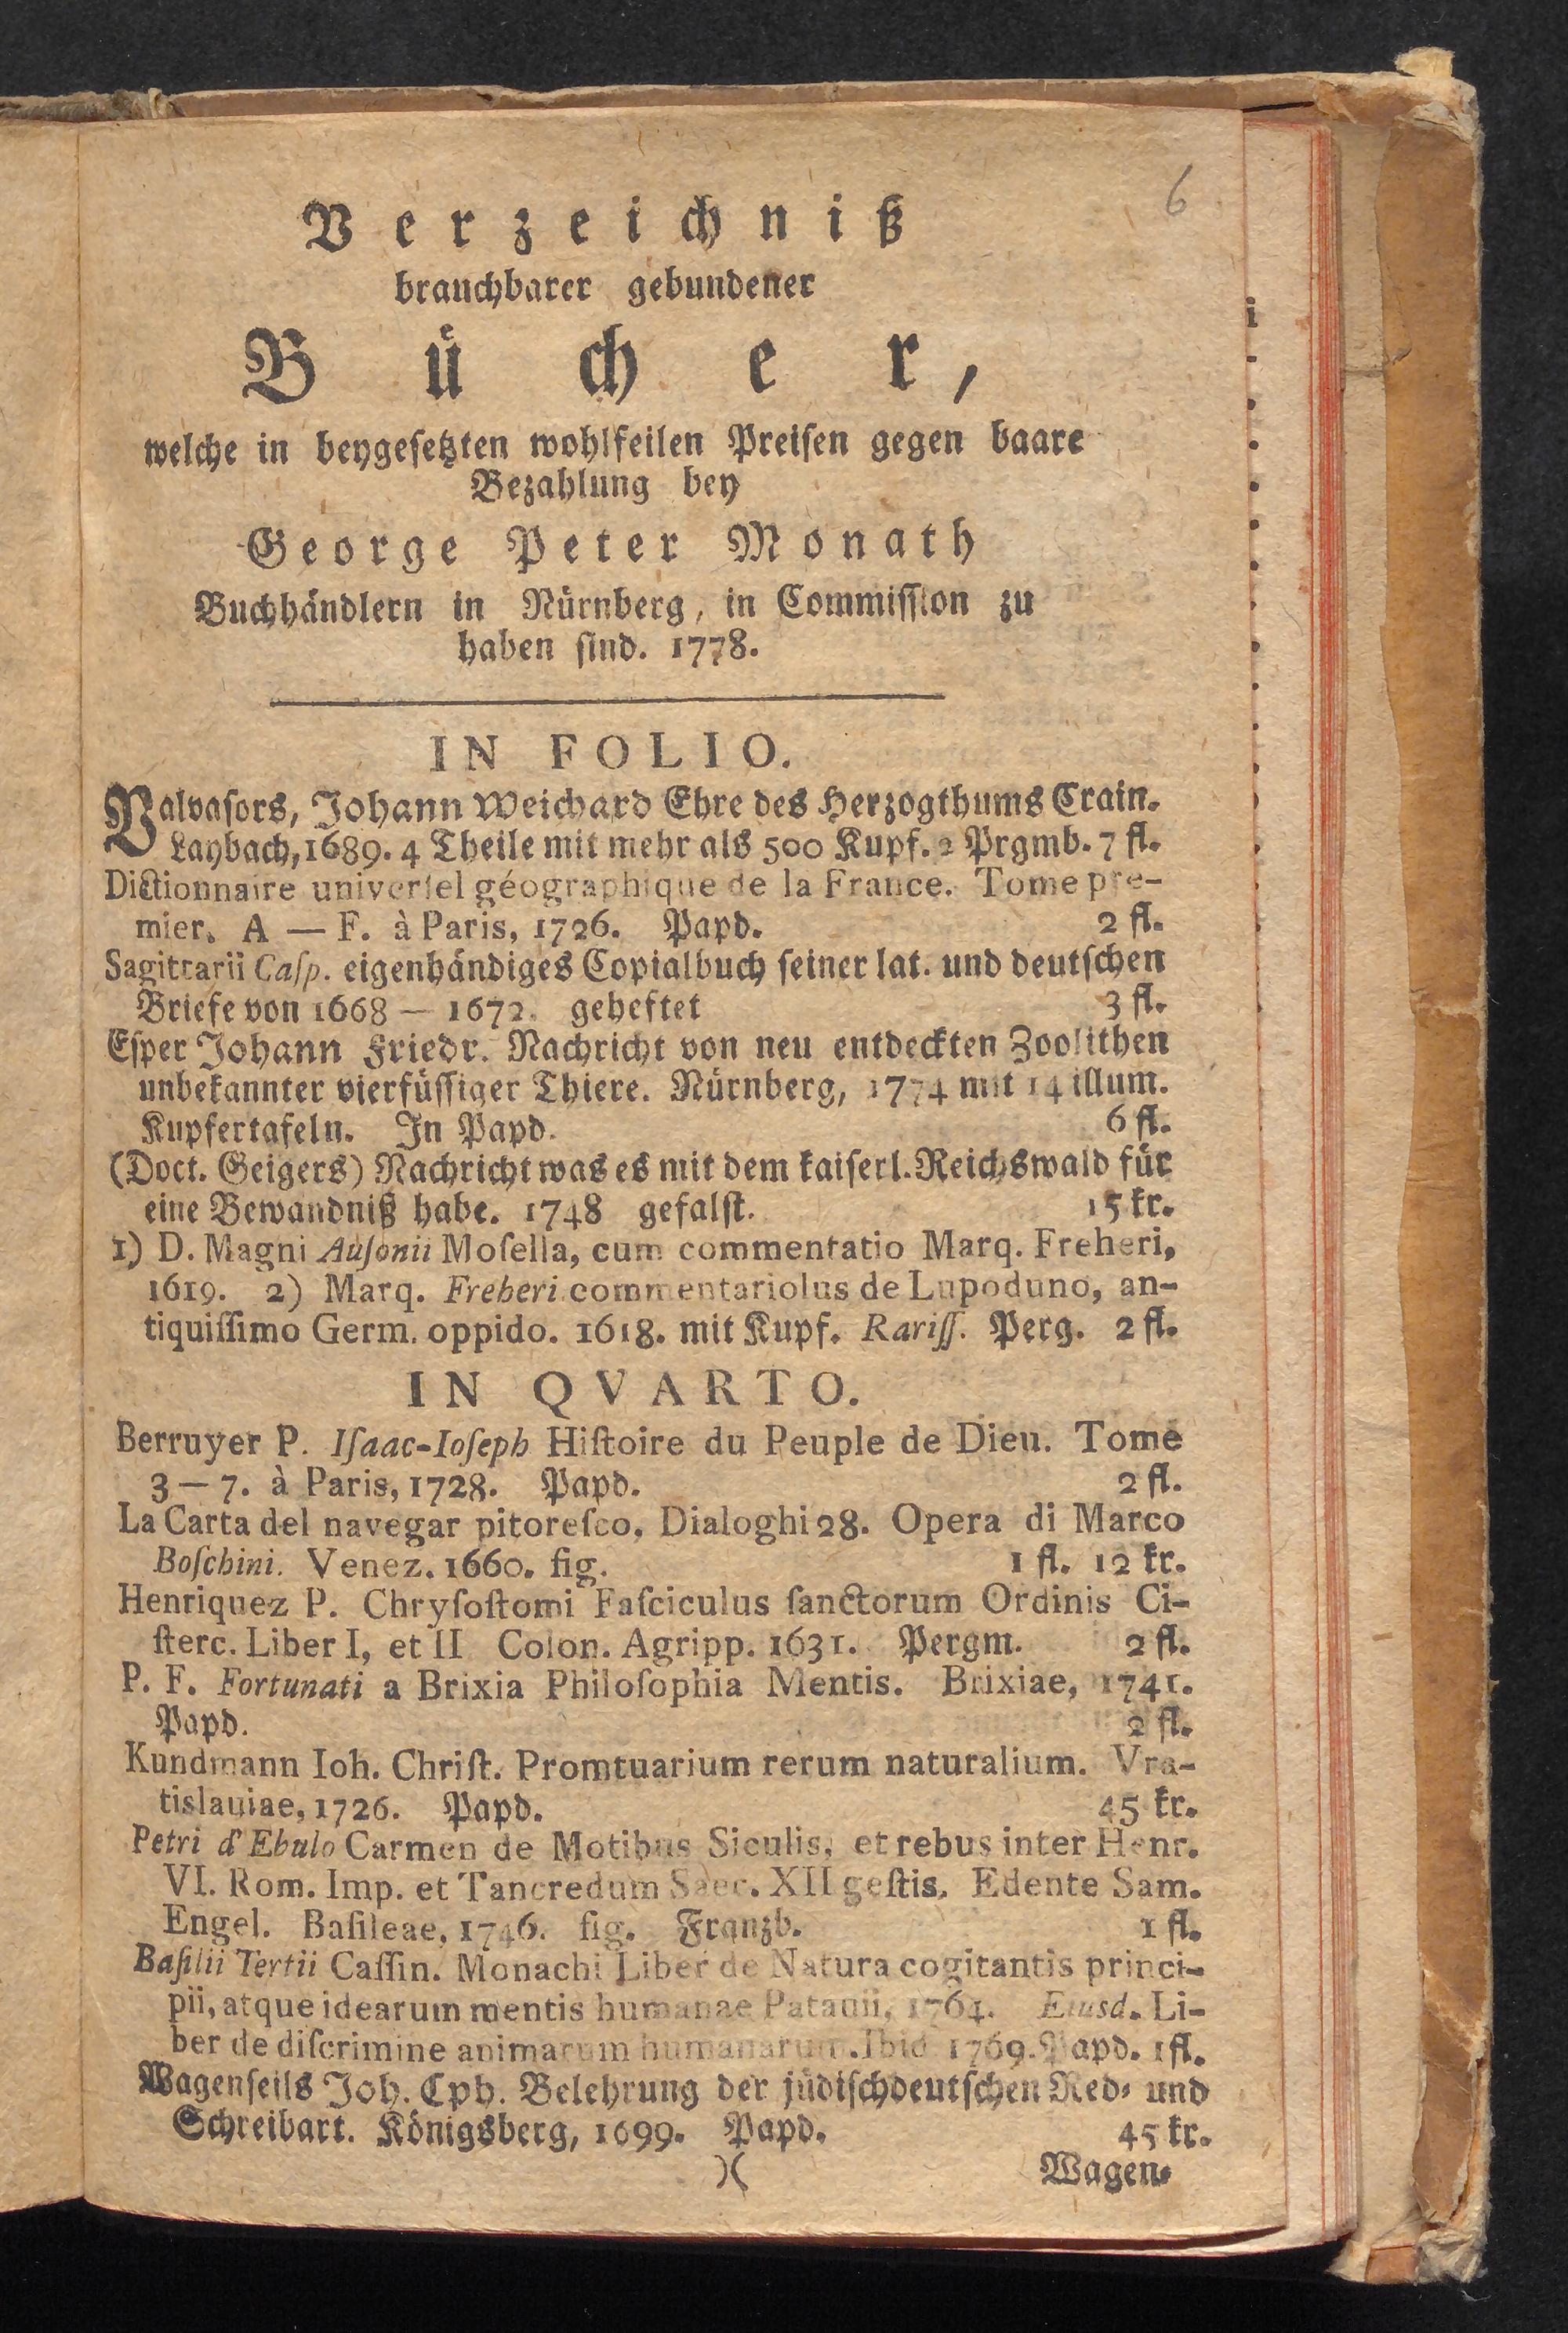 6
Verzeichniß
brauchbarer gebundener
Bücher,
welche in beygeſetzten wohlfeilen Preiſen gegen baare
Bezahlung bey
George Peter Monath
Buchhändlern in Nürnberg, in Commiſſion zu
haben ſind. 1778.
IN FOLIO.
Valvaſors, Johann Weichard Ehre des Herzogthums Crain.
Laybach, 1689. 4 Theile mit mehr als 500 Kupf. 2 Prgmb. 7 fl.
Dictionnaire univerſel géographique de la France. Tome pre-
mier. A — F. à Paris, 1726. Papd. 2 fl.
Sagittarii Caſp. eigenhändiges Copialbuch ſeiner lat. und deutſchen
Briefe von 1668 — 1672. geheftet 3 fl.
Eſper Johann Friedr. Nachricht von neu entdeckten Zoolithen
unbekannter vierfüſſiger Thiere. Nürnberg, 1774 mit 14 illum.
Kupfertafeln. In Papd. 6 fl.
(Doct. Geigers) Nachricht was es mit dem kaiſerl. Reichswald für
eine Bewandniß habe. 1748 gefalſt. 15 kr.
1) D. Magni Auſonii Moſella, cum commentatio Marq. Freheri,
1619. 2) Marq. Freheri commentariolus de Lupoduno, an-
tiquiſſimo Germ. oppido. 1618. mit Kupf. Rariſſ. Perg. 2 fl.
IN QVARTO.
Berruyer P. Iſaac-Ioſeph Hiſtoire du Peuple de Dieu. Tome
3 — 7. à Paris, 1728. Papd. 2 fl.
La Carta del navegar pitoreſco, Dialoghi 28. Opera di Marco
Boſchini. Venez. 1660. fig. 1 fl. 12 kr.
Henriquez P. Chryſoſtomi Faſciculus ſanctorum Ordinis Ci-
ſterc. Liber I, et II Colon. Agripp. 1631. Pergm. 2 fl.
P. F. Fortunati a Brixia Philoſophia Mentis. Brixiae, 1741.
Papd. 2 fl.
Kundmann Ioh. Chriſt. Promtuarium rerum naturalium. Vra-
tislauiae, 1726. Papd. 45 kr.
Petri d'Ebulo Carmen de Motibus Siculis, et rebus inter Henr.
VI. Rom. Imp. et Tancredum Saec. XII geſtis. Edente Sam.
Engel. Baſileae, 1746. fig. Franzb. 1 fl.
Baſilii Tertii Caſſin. Monachi Liber de Natura cogitantis princi-
pii, atque idearum mentis humanae Patauii, 1764. Eiusd. Li-
ber de diſcrimine animarum humanarum. Ibid 1769. Papd. 1 fl.
Wagenſeils Joh. Cph. Belehrung der jüdiſchdeutſchen Red- und
Schreibart. Königsberg, 1699. Papd. 45 kr.
)( Wagen-